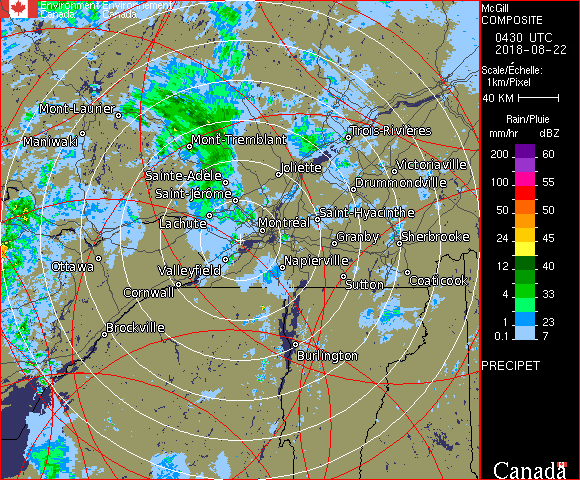 Environment Environnement
Canada Canada
McGill
COMPOSITE
0430 UTC
2018-08-22
Scale/Échelle:
1km/Pixel
40 KM
Rain/Pluie
mm/hr dBZ
200 60
100 55
50 50
24 45
12 40
4 33
1 23
0.1 7
PRECIPET
Canada
Mont-Laurier
Maniwaki
Mont-Tremblant
Trois-Rivières
Joliette
Victoriaville
Sainte-Adèle
Drummondville
Saint-Jérôme
Lachute
Saint-Hyacinthe
Montréal
Granby
Sherbrooke
Ottawa
Valleyfield
Napierville
Cornwall
Sutton
Coaticook
Brockville
Burlington